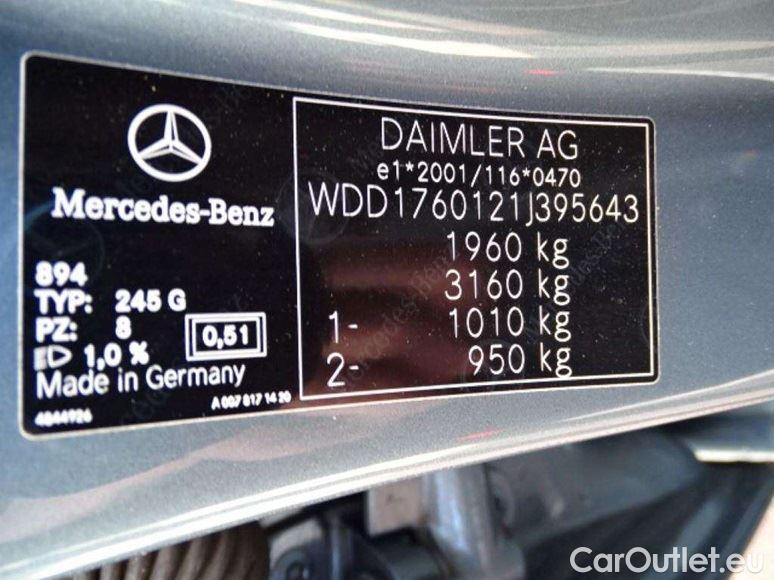 Mercedes-Benz
894
TYP: 245 G
PZ: 8
1,0 %
0,51
Made in Germany
4844926
A 007 817 14 20
DAIMLER AG
e1*2001/116*0470
WDD1760121J395643
1960 kg
3160 kg
1- 1010 kg
2- 950 kg
CarOutlet.eu